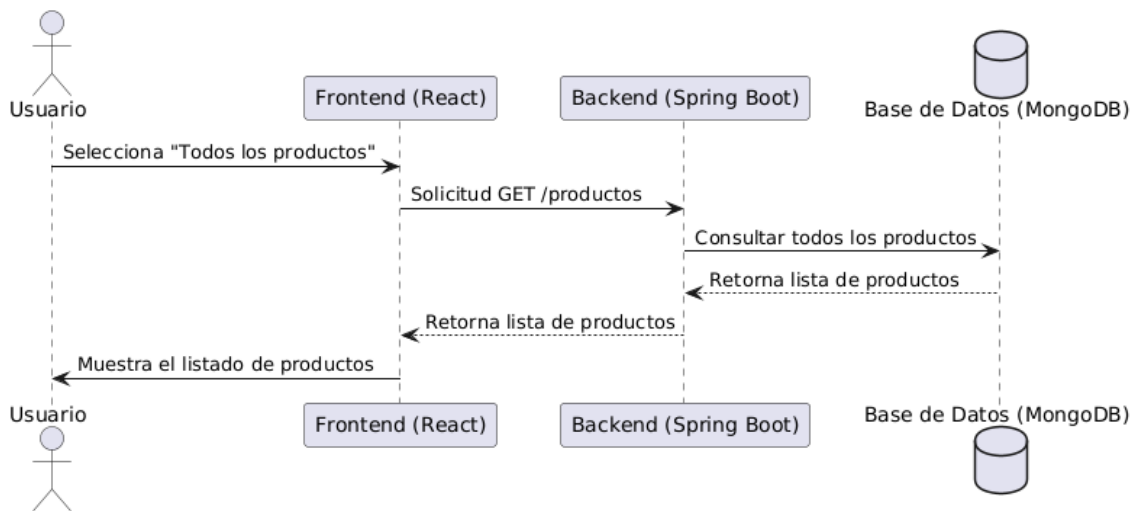 Usuario
Frontend (React)
Backend (Spring Boot)
Base de Datos (MongoDB)
Selecciona "Todos los productos"
Solicitud GET /productos
Consultar todos los productos
Retorna lista de productos
Retorna lista de productos
Muestra el listado de productos
Usuario
Frontend (React)
Backend (Spring Boot)
Base de Datos (MongoDB)